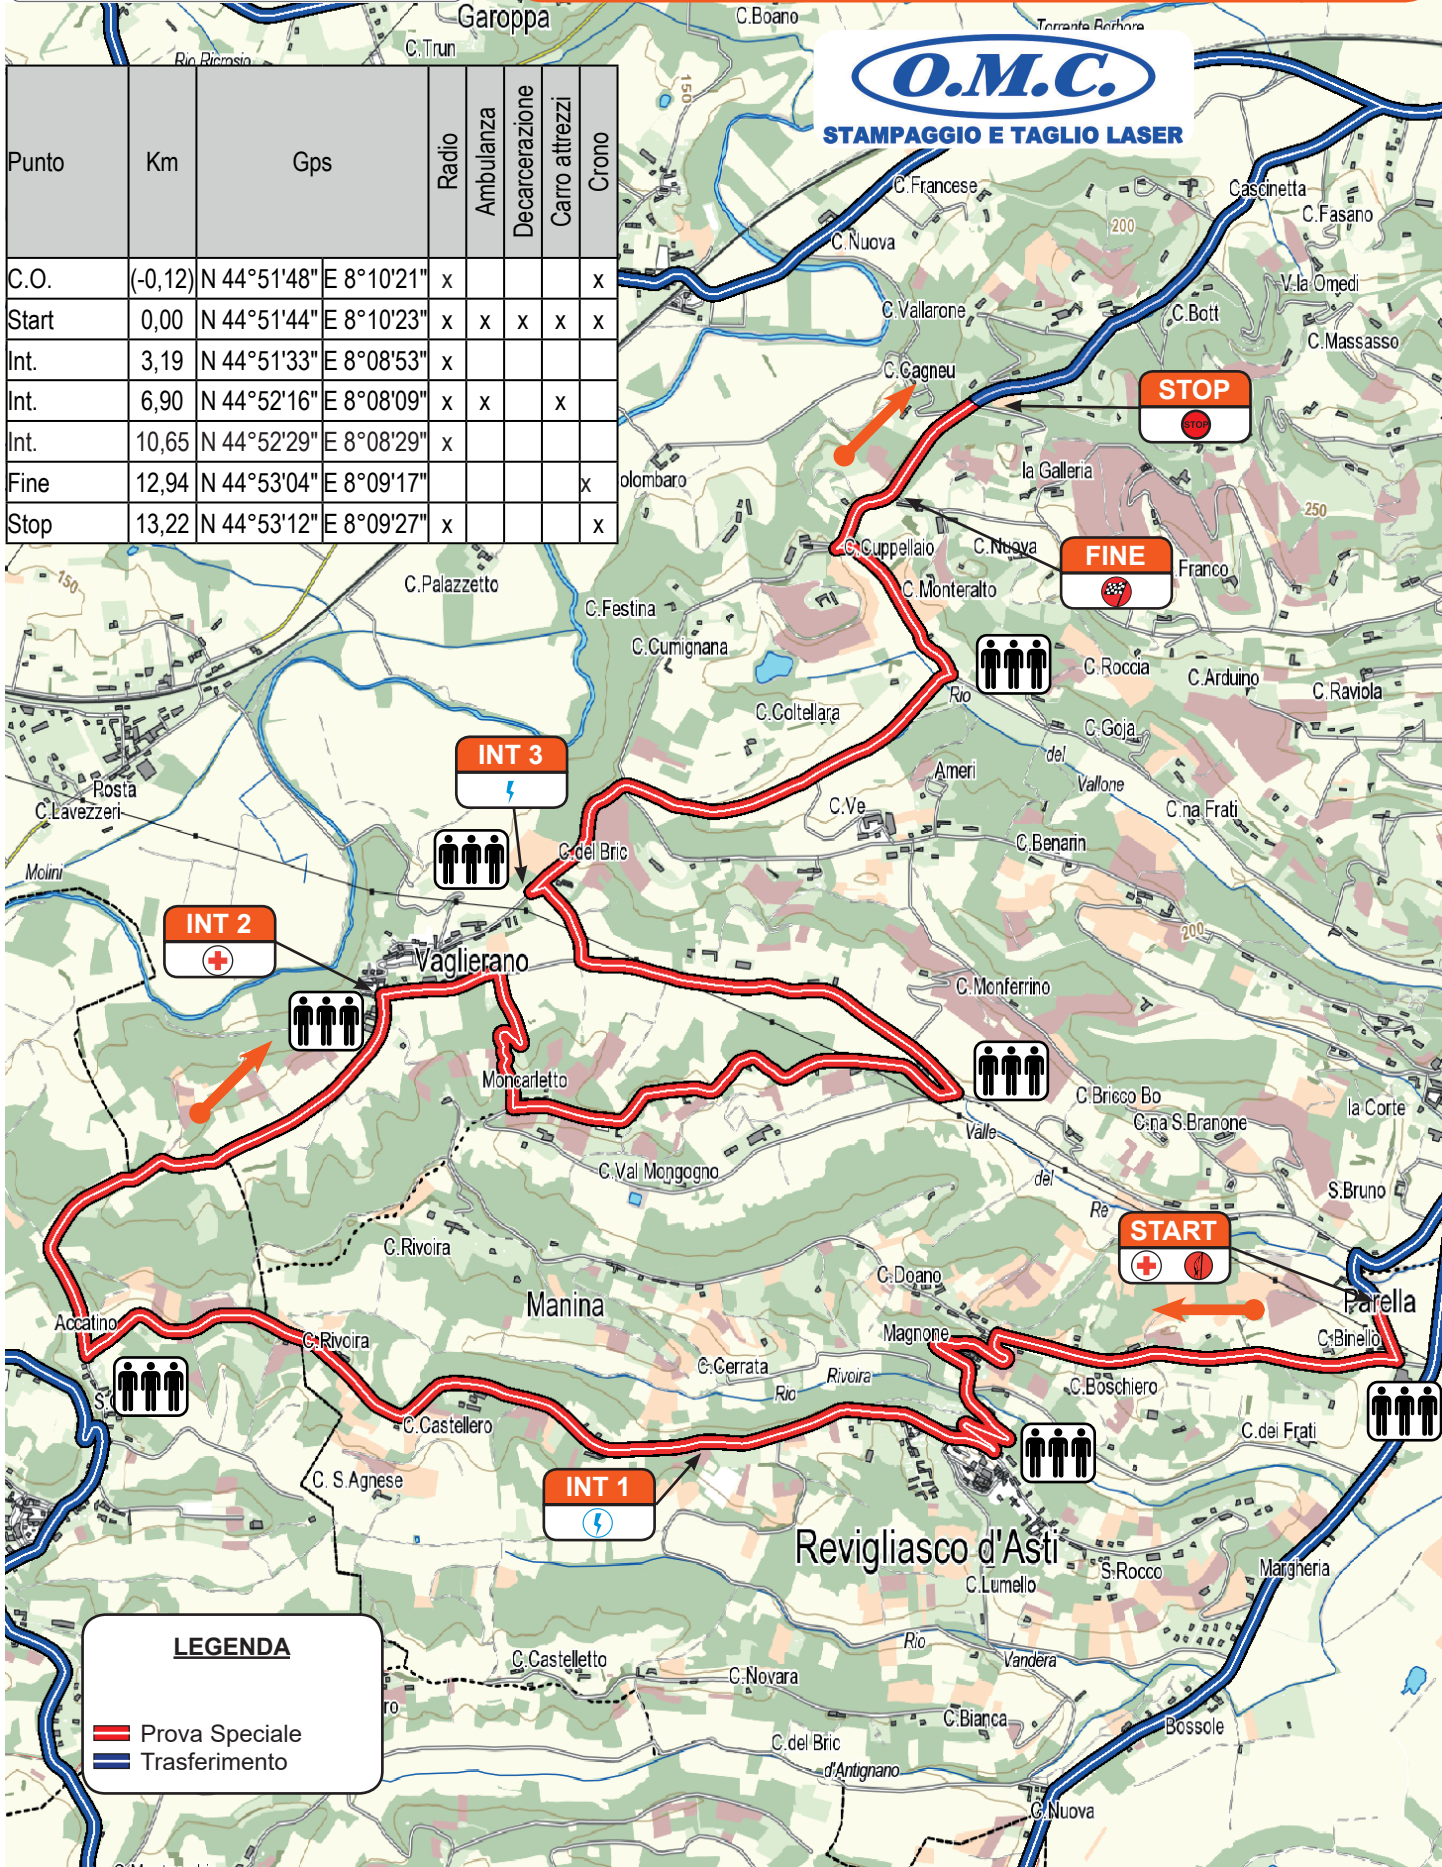 Garoppa
C.Boano
C.Trun
Torrente Borbore
Rio Ricrosio
O.M.C.
STAMPAGGIO E TAGLIO LASER
Punto Km Gps Radio Ambulanza Decarcerazione Carro attrezzi Crono
C.O. (-0,12) N 44°51'48" E 8°10'21" x x
Start 0,00 N 44°51'44" E 8°10'23" x x x x x
Int. 3,19 N 44°51'33" E 8°08'53" x
Int. 6,90 N 44°52'16" E 8°08'09" x x x
Int. 10,65 N 44°52'29" E 8°08'29" x
Fine 12,94 N 44°53'04" E 8°09'17" x
Stop 13,22 N 44°53'12" E 8°09'27" x x
150
C.Francese
Cascinetta
C.Fasano
200
C.Nuova
V.la Omedi
C.Vallarone
C.Bott
C.Massasso
C.Cagneu
STOP
STOP
la Galleria
olombaro
250
C.Cuppellaio
C.Nuova
FINE
Franco
150
C.Palazzetto
C.Monteralto
C.Festina
C.Cumignana
C.Roccia
C.Arduino
C.Raviola
Rio
C.Coltellara
C.Goja
del
INT 3
Ameri
Vallone
Posta
C.Lavezzeri
C.Ve
C.na Frati
C.Benarin
C.del Bric
Molini
INT 2
200
Vaglierano
C.Monferrino
Moncarletto
C.Bricco Bo
la Corte
C.na S.Branone
Valle
C.Val Mongogno
del
S.Bruno
Re
START
C.Rivoira
C.Doano
Manina
Parella
Accatino
Magnone
C.Binello
C.Rivoira
C.Cerrata
Rivoira
Rio
C.Boschiero
C.Castellero
C.dei Frati
C. S.Agnese
INT 1
Revigliasco d'Asti
S.Rocco
Margheria
C.Lumello
LEGENDA
Rio
Vandera
C.Castelletto
C.Novara
ro
C.Bianca
Bossole
Prova Speciale
C.del Bric
Trasferimento
d'Antignano
C.Nuova